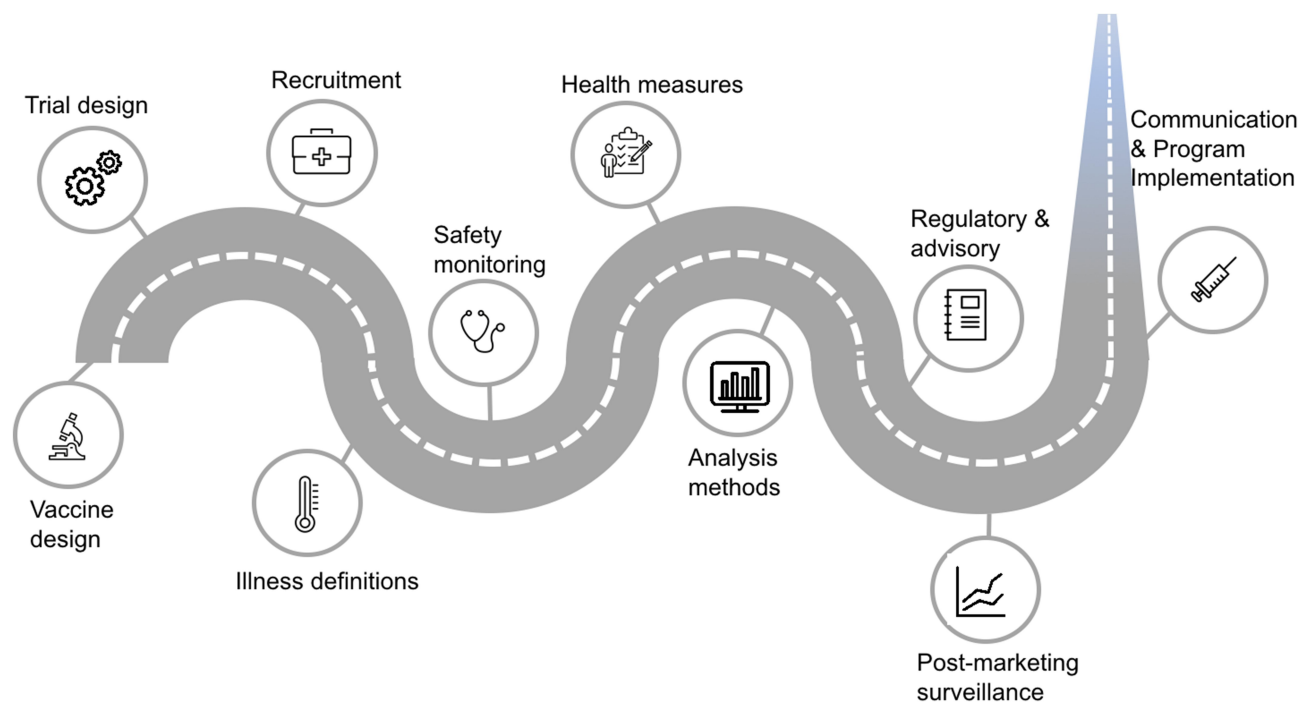 Trial design
Recruitment
Health measures
Communication
& Program
Implementation
Safety
monitoring
Regulatory &
advisory
Vaccine
design
Illness definitions
Analysis
methods
Post-marketing
surveillance